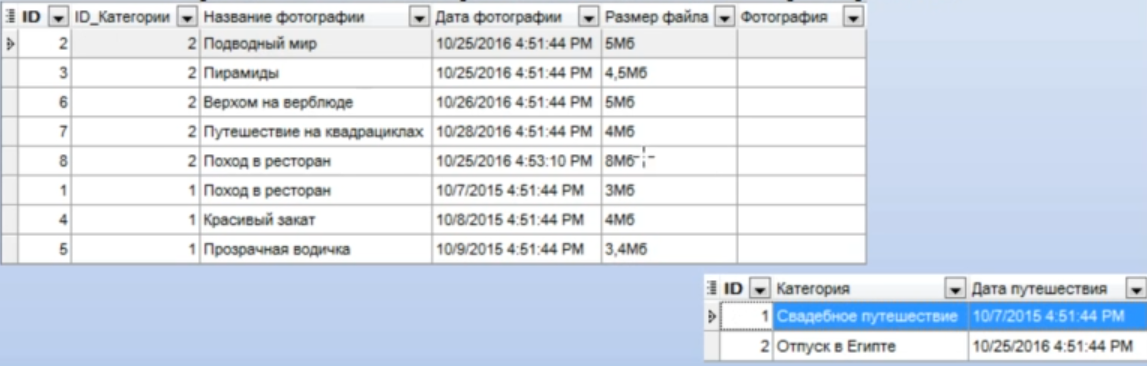 ID ID_Категории Название фотографии Дата фотографии Размер файла Фотография
2 2 Подводный мир 10/25/2016 4:51:44 PM 5Мб
3 2 Пирамиды 10/25/2016 4:51:44 PM 4,5Мб
6 2 Верхом на верблюде 10/26/2016 4:51:44 PM 5Мб
7 2 Путешествие на квадрациклах 10/28/2016 4:51:44 PM 4Мб
8 2 Поход в ресторан 10/25/2016 4:53:10 PM 8Мб
1 1 Поход в ресторан 10/7/2015 4:51:44 PM 3Мб
4 1 Красивый закат 10/8/2015 4:51:44 PM 4Мб
5 1 Прозрачная водичка 10/9/2015 4:51:44 PM 3,4Мб
ID Категория Дата путешествия
1 Свадебное путешествие 10/7/2015 4:51:44 PM
2 Отпуск в Египте 10/25/2016 4:51:44 PM